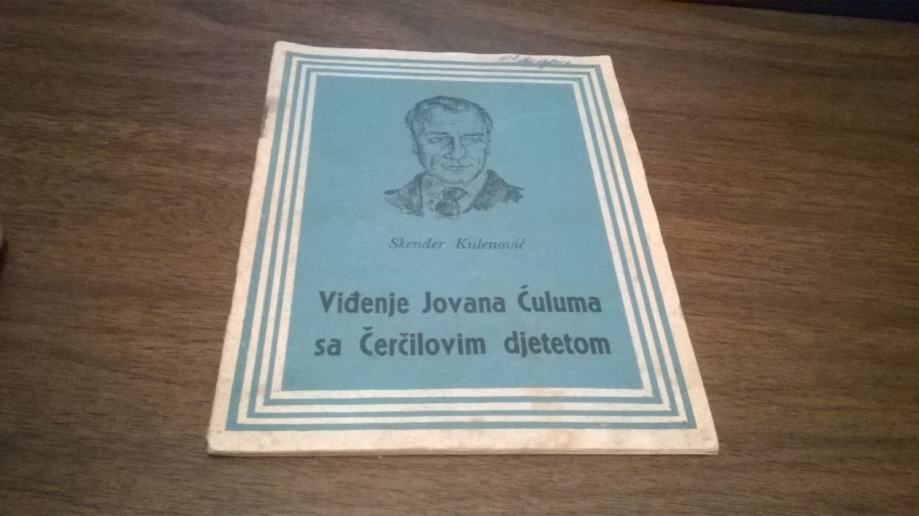 Skender Kulenović
Viđenje Jovana Ćuluma
sa Čerčilovim djetetom